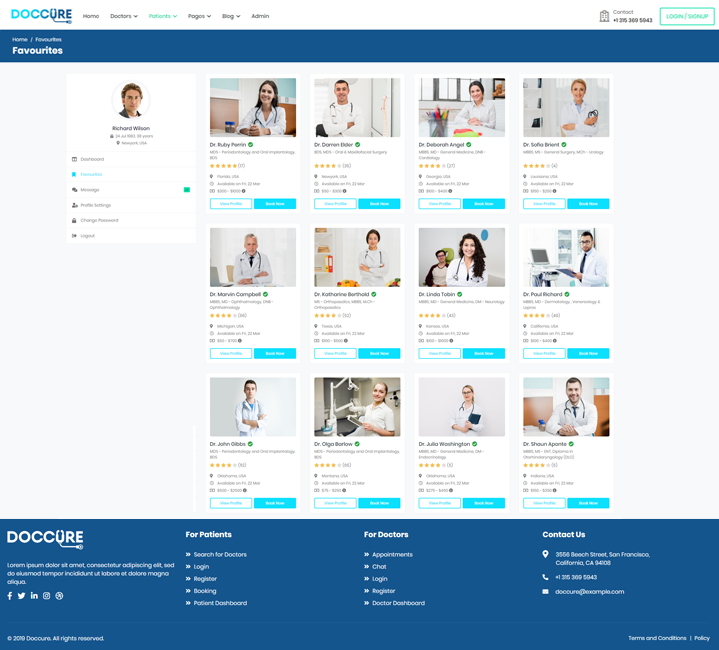 DOCCURE
Home Doctors Patients Pages Blog Admin
Contact
+1 315 369 5943
LOGIN / SIGNUP
Home / Favourites
Favourites
Richard Wilson
24 Jul 1983, 38 years
Newyork, USA
Dashboard
Favourites
Message
Profile Settings
Change Password
Logout
Dr. Ruby Perrin
MDS - Periodontology and Oral Implantology, BDS
(17)
Florida, USA
Available on Fri, 22 Mar
$300 - $1000
View Profile Book Now
Dr. Darren Elder
BDS, MDS - Oral & Maxillofacial Surgery
(35)
Newyork, USA
Available on Fri, 22 Mar
$50 - $300
View Profile Book Now
Dr. Deborah Angel
MBBS, MD - General Medicine, DNB - Cardiology
(27)
Georgia, USA
Available on Fri, 22 Mar
$100 - $400
View Profile Book Now
Dr. Sofia Brient
MBBS, MS - General Surgery, MCh - Urology
(4)
Louisiana, USA
Available on Fri, 22 Mar
View Profile Book Now
Dr. Marvin Campbell
MBBS, MD - Ophthalmology, DNB - Ophthalmology
(66)
Michigan, USA
Available on Fri, 22 Mar
$50 - $700
View Profile Book Now
Dr. Katharine Berthold
MS - Orthopaedics, MBBS, M.Ch - Orthopaedics
(52)
Texas, USA
Available on Fri, 22 Mar
$100 - $500
View Profile Book Now
Dr. Linda Tobin
MBBS, MD - General Medicine, DM - Neurology
(43)
Kansas, USA
Available on Fri, 22 Mar
$100 - $1000
View Profile Book Now
Dr. Paul Richard
MBBS, MD - Dermatology , Venereology & Lepros
(49)
California, USA
Available on Fri, 22 Mar
$100 - $400
View Profile Book Now
Dr. John Gibbs
MDS - Periodontology and Oral Implantology, BDS
(112)
Oklahoma, USA
Available on Fri, 22 Mar
$500 - $2500
View Profile Book Now
Dr. Olga Barlow
MDS - Periodontology and Oral Implantology, BDS
(65)
Montana, USA
Available on Fri, 22 Mar
$75 - $250
View Profile Book Now
Dr. Julia Washington
MBBS, MD - General Medicine, DM - Endocrinology
(5)
Oklahoma, USA
Available on Fri, 22 Mar
$275 - $450
View Profile Book Now
Dr. Shaun Aponte
MBBS, MS - ENT, Diploma in Otorhinolaryngology (DLO)
(5)
Indiana, USA
Available on Fri, 22 Mar
$150 - $350
View Profile Book Now
DOCCURE
Lorem ipsum dolor sit amet, consectetur adipiscing elit, sed
do eiusmod tempor incididunt ut labore et dolore magna
aliqua.
For Patients
Search for Doctors
Login
Register
Booking
Patient Dashboard
For Doctors
Appointments
Chat
Login
Register
Doctor Dashboard
Contact Us
3556 Beech Street, San Francisco,
California, CA 94108
+1 315 369 5943
doccure@example.com
© 2019 Doccure. All rights reserved.
Terms and Conditions | Policy